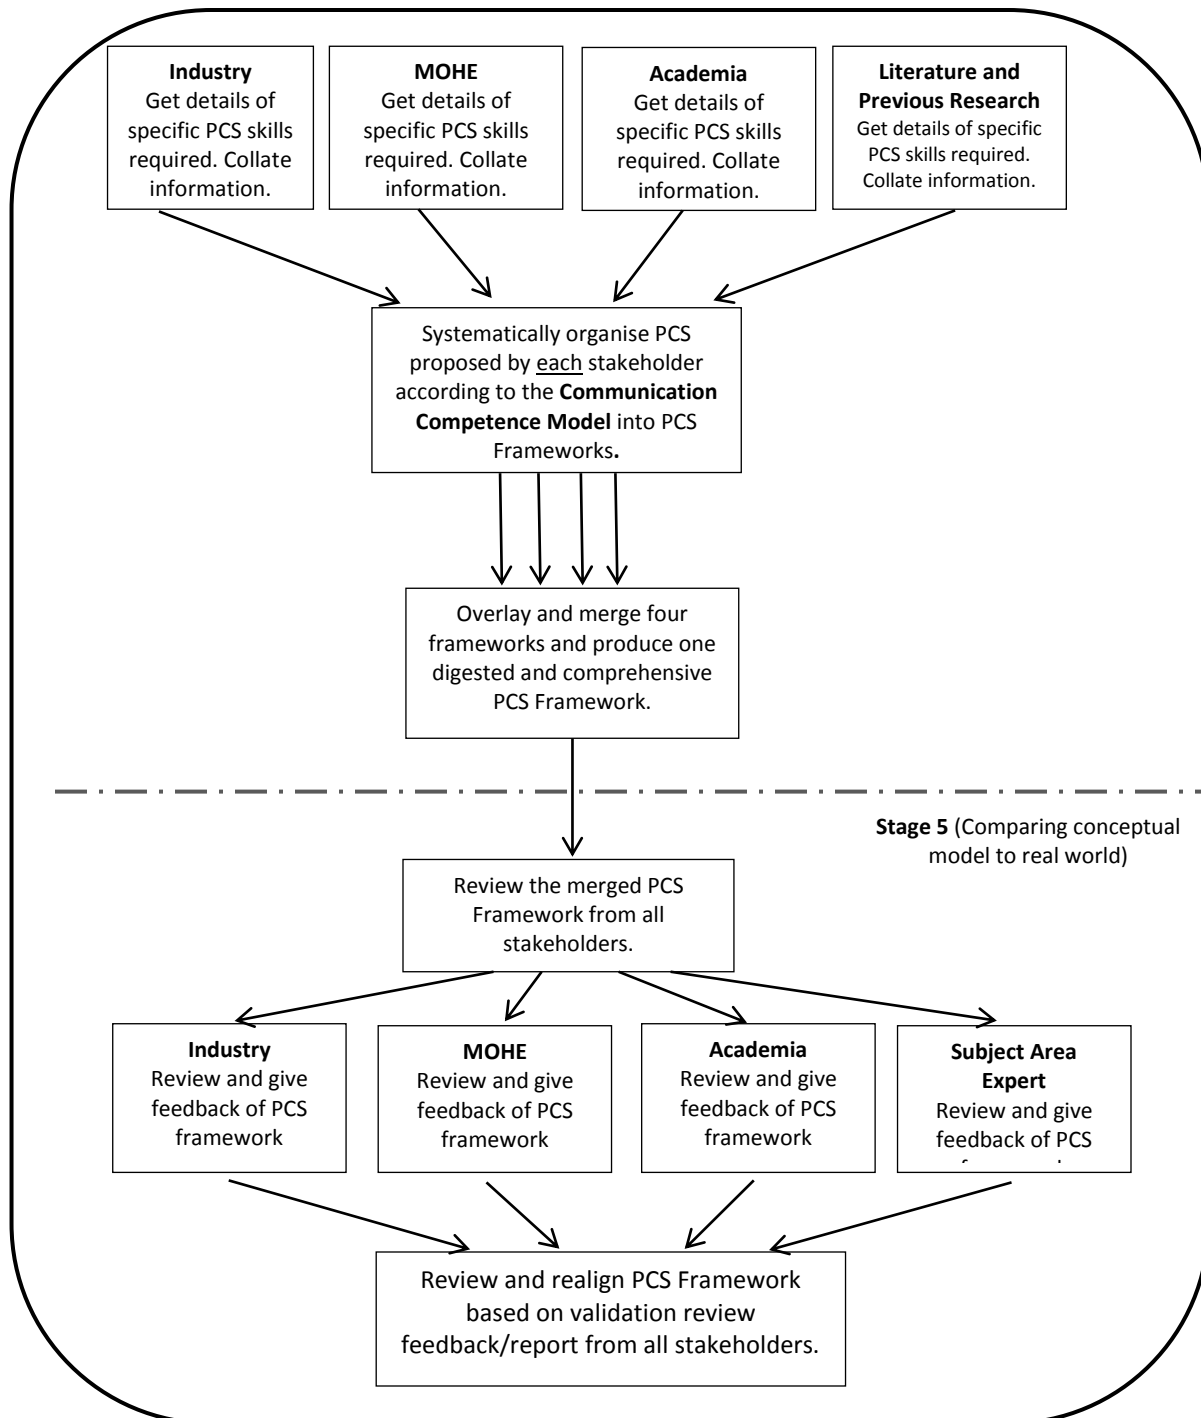 Industry
Get details of
specific PCS skills
required. Collate
information.
MOHE
Get details of
specific PCS skills
required. Collate
information.
Academia
Get details of
specific PCS skills
required. Collate
information.
Literature and
Previous Research
Get details of specific
PCS skills required.
Collate information.
Systematically organise PCS
proposed by each stakeholder
according to the Communication
Competence Model into PCS
Frameworks.
Overlay and merge four
frameworks and produce one
digested and comprehensive
PCS Framework.
Stage 5 (Comparing conceptual
model to real world)
Review the merged PCS
Framework from all
stakeholders.
Industry
Review and give
feedback of PCS
framework
MOHE
Review and give
feedback of PCS
framework
Academia
Review and give
feedback of PCS
framework
Subject Area
Expert
Review and give
feedback of PCS
Review and realign PCS Framework
based on validation review
feedback/report from all stakeholders.